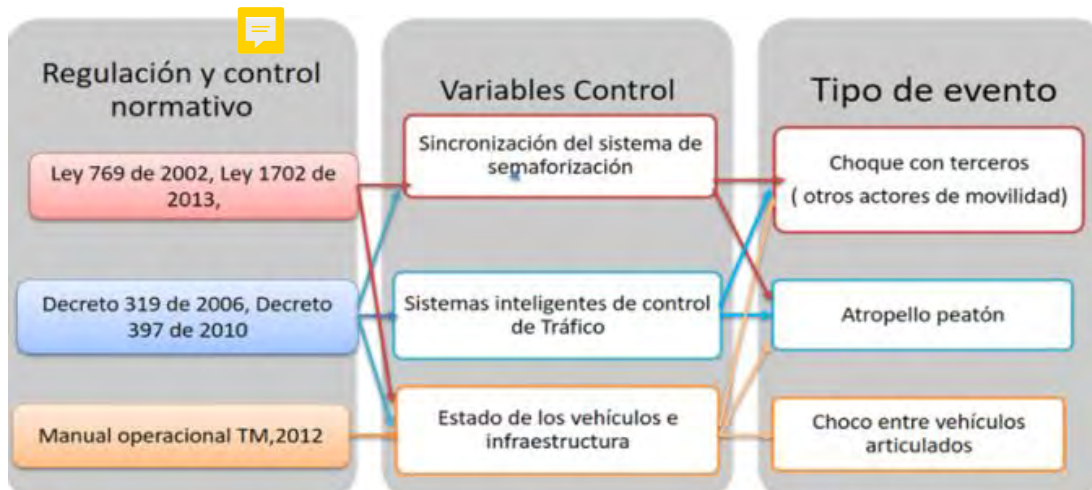 Regulación y control
normativo
Ley 769 de 2002, Ley 1702 de
2013,
Decreto 319 de 2006, Decreto
397 de 2010
Manual operacional TM,2012
Variables Control
Sincronización del sistema de
semaforización
Sistemas inteligentes de control
de Tráfico
Estado de los vehículos e
infraestructura
Tipo de evento
Choque con terceros
( otros actores de movilidad)
Atropello peatón
Choco entre vehículos
articulados